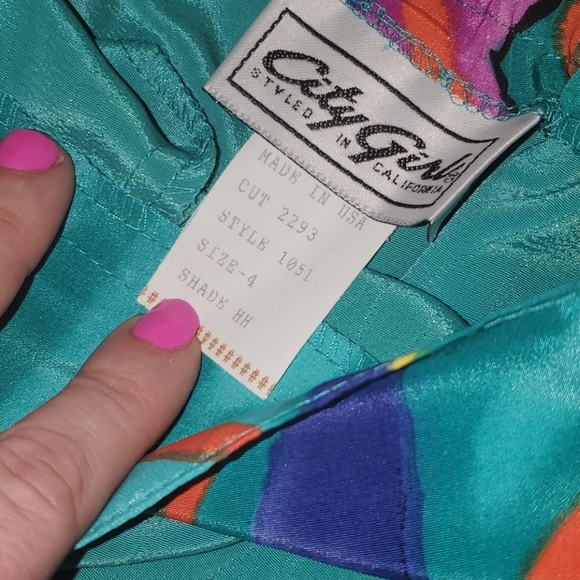 City Girl
STYLED IN CALIFORNIA
MADE IN USA
CUT 2293
STYLE 1051
SIZE-4
SHADE HH